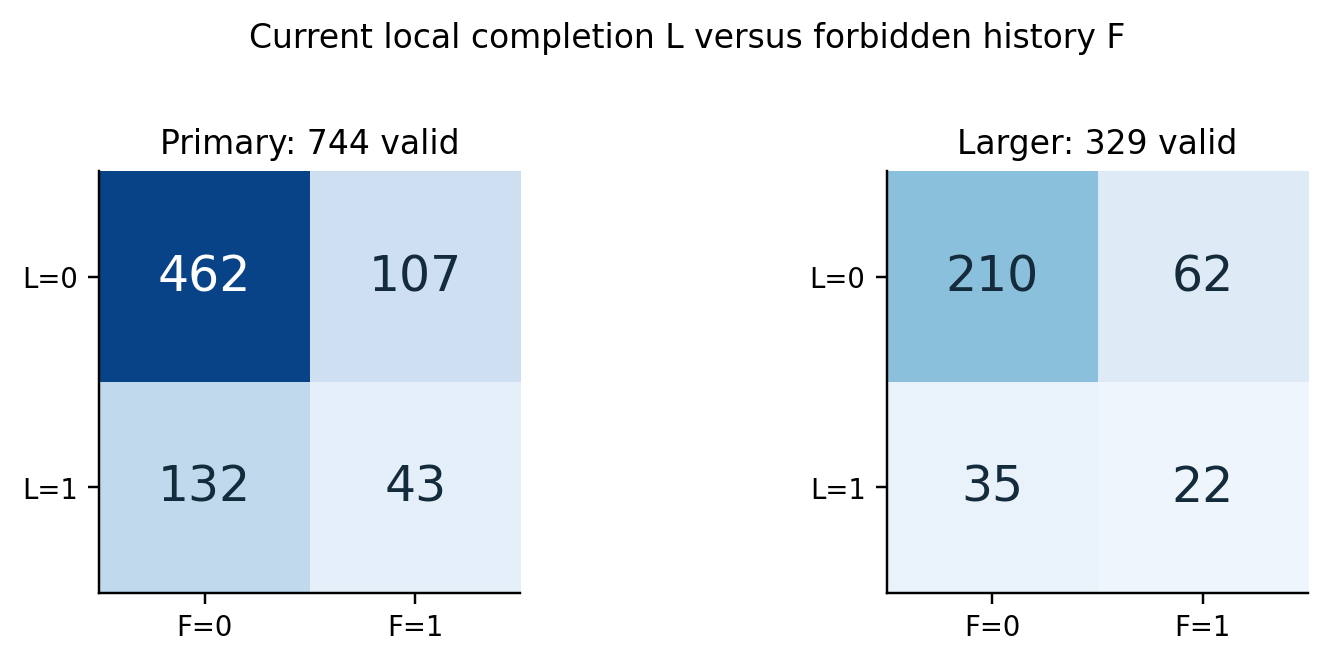 Current local completion L versus forbidden history F
Primary: 744 valid
L=0
462
107
L=1
132
43
F=0
F=1
Larger: 329 valid
L=0
210
62
L=1
35
22
F=0
F=1